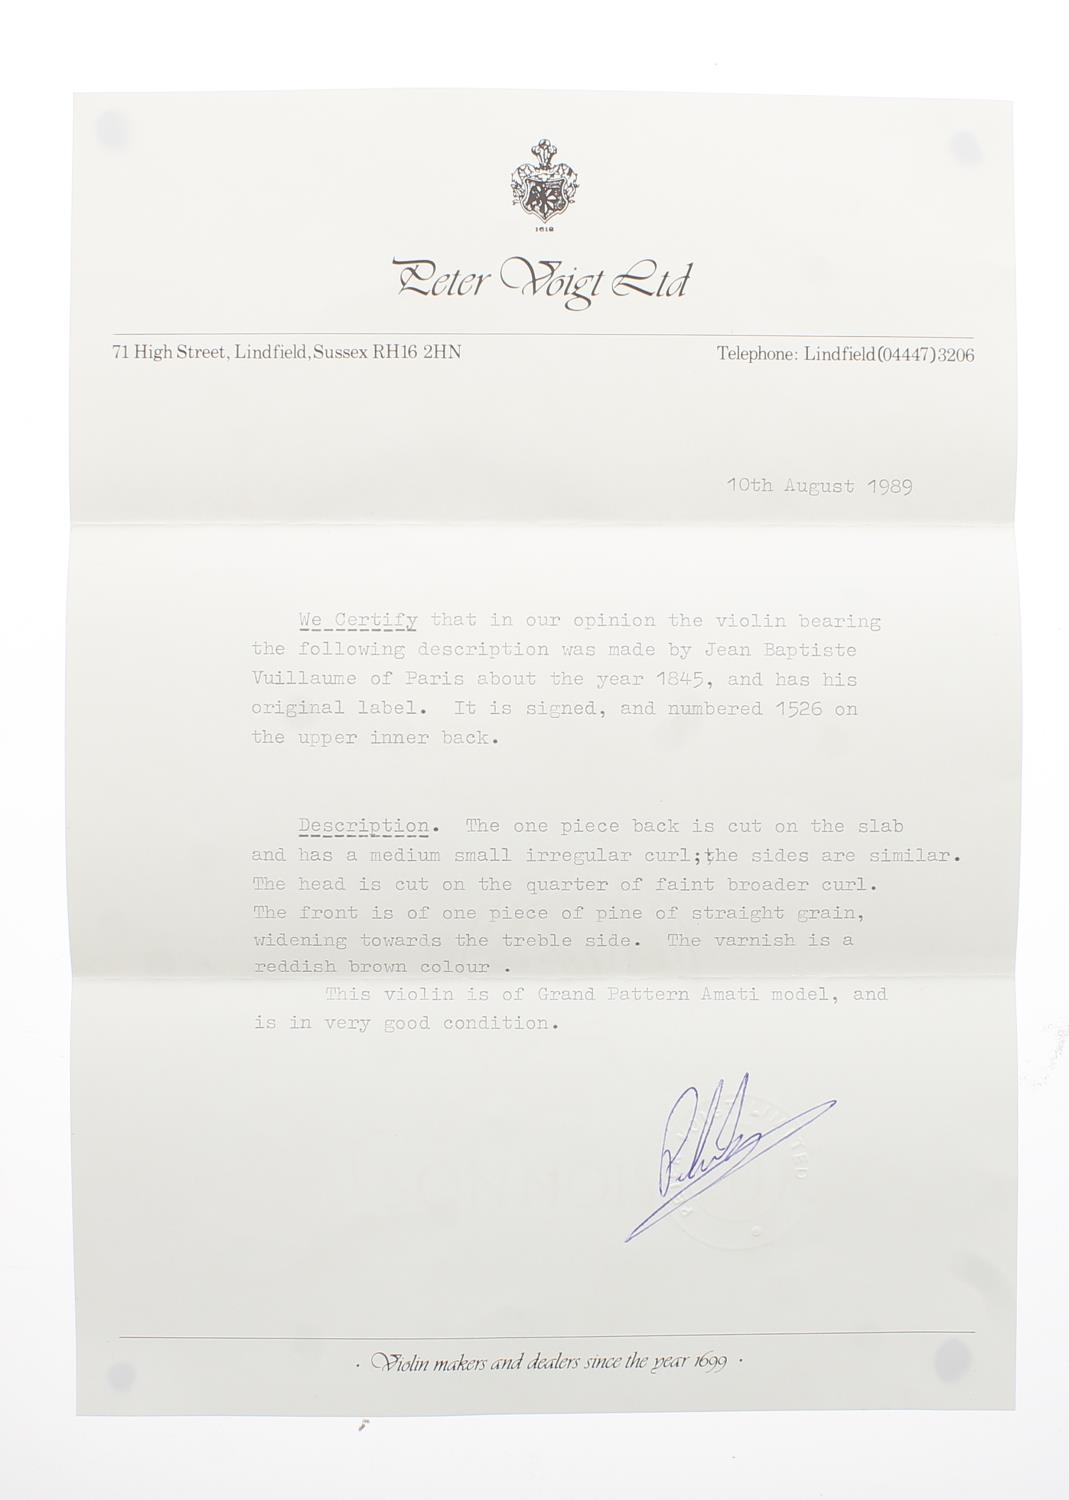 1618
Peter Voigt Ltd
71 High Street, Lindfield, Sussex RH16 2HN
Telephone: Lindfield (04447) 3206
10th August 1989
We Certify that in our opinion the violin bearing
the following description was made by Jean Baptiste
Vuillaume of Paris about the year 1845, and has his
original label. It is signed, and numbered 1526 on
the upper inner back.
Description. The one piece back is cut on the slab
and has a medium small irregular curl; the sides are similar.
The head is cut on the quarter of faint broader curl.
The front is of one piece of pine of straight grain,
widening towards the treble side. The varnish is a
reddish brown colour .
This violin is of Grand Pattern Amati model, and
is in very good condition.
LIMITED
· Violin makers and dealers since the year 1699 ·